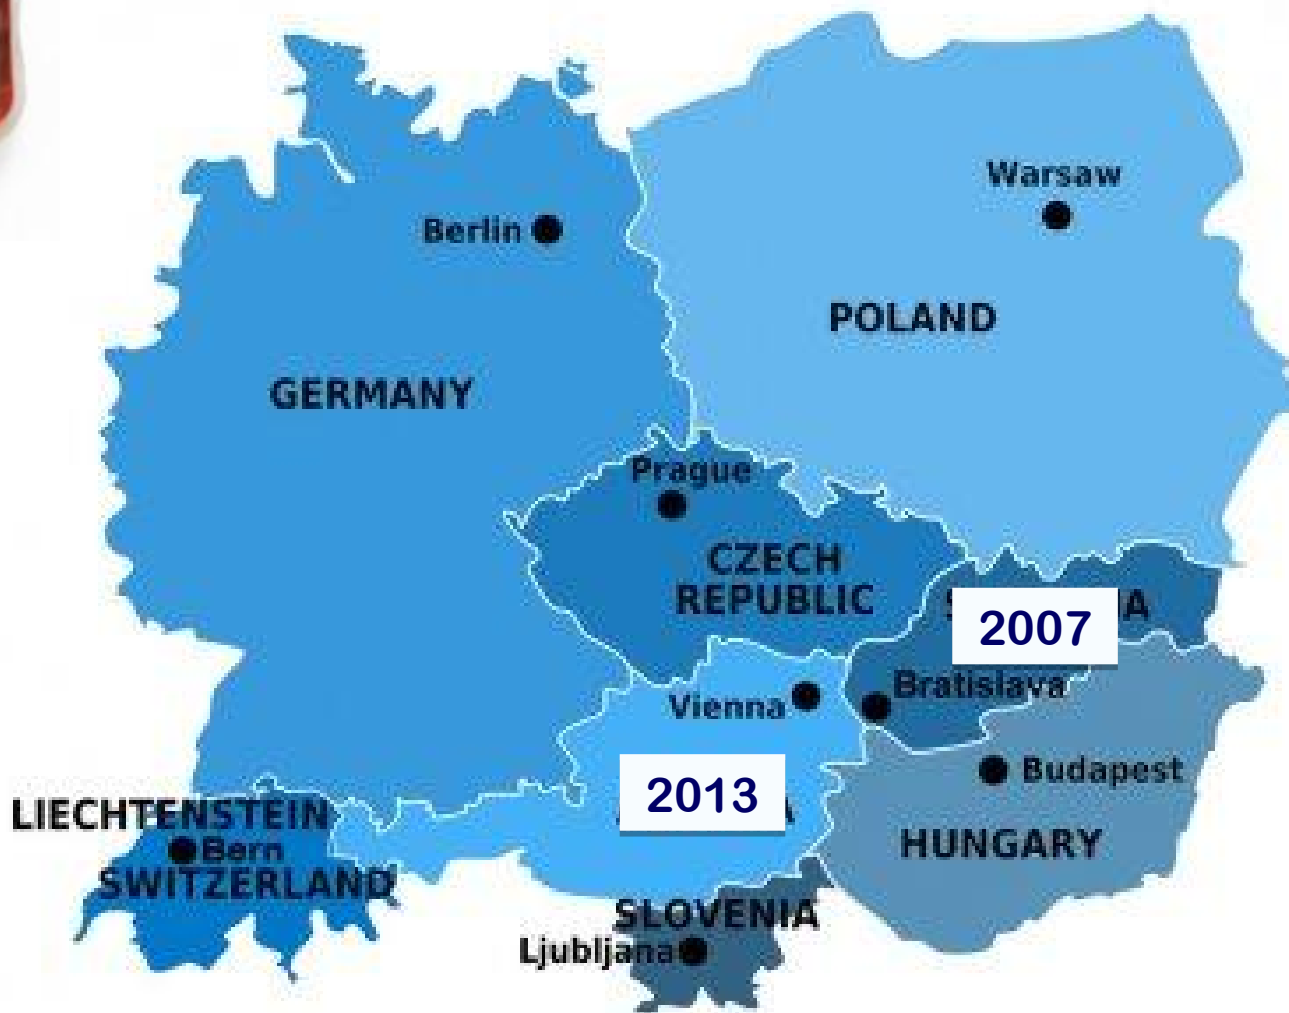 Warsaw
Berlin
POLAND
GERMANY
Prague
CZECH
REPUBLIC
2007
Bratislava
Vienna
Budapest
2013
LIECHTENSTEIN
Bern
HUNGARY
SWITZERLAND
SLOVENIA
Ljubljana